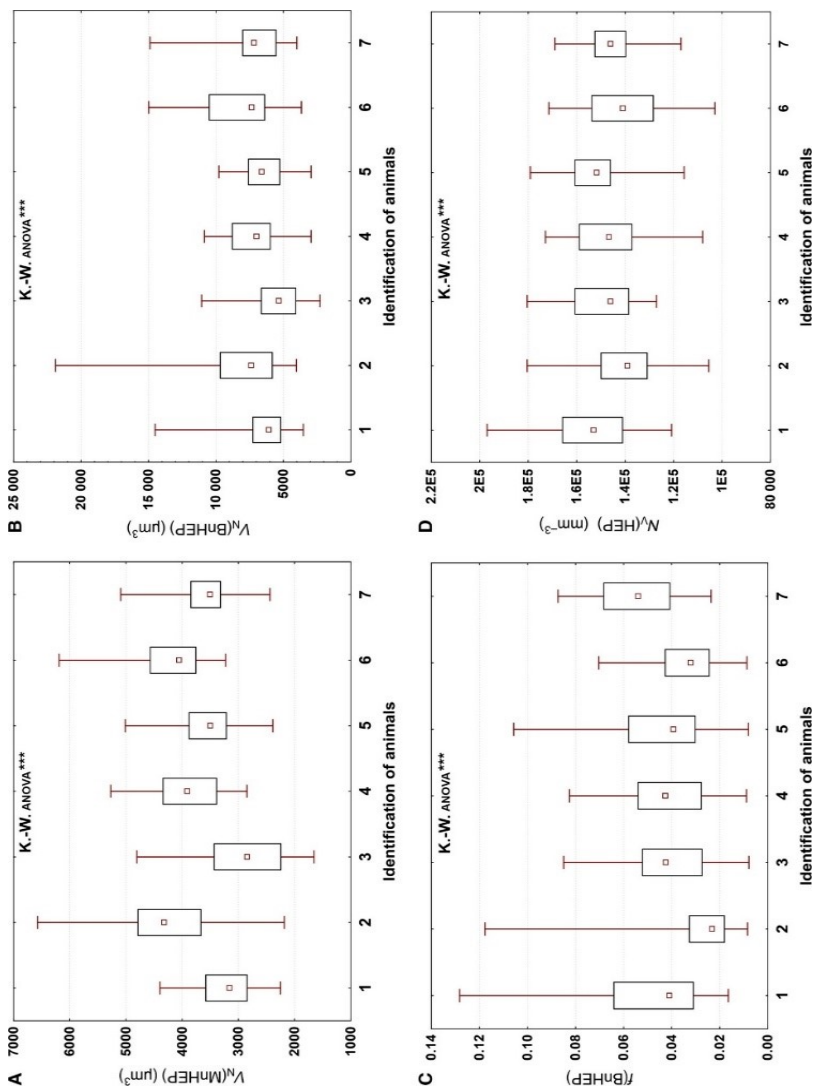 A
K.-W. ANOVA***
V_N(MnHEP) (µm³)
7000
6000
5000
4000
3000
2000
1000
1 2 3 4 5 6 7
Identification of animals
B
K.-W. ANOVA***
V_N(BnHEP) (µm³)
25 000
20 000
15 000
10 000
5000
0
1 2 3 4 5 6 7
Identification of animals
C
K.-W. ANOVA***
f(BnHEP)
0.14
0.12
0.10
0.08
0.06
0.04
0.02
0.00
1 2 3 4 5 6 7
Identification of animals
D
K.-W. ANOVA***
N_V(HEP) (mm⁻³)
2.2E5
2E5
1.8E5
1.6E5
1.4E5
1.2E5
1E5
80 000
1 2 3 4 5 6 7
Identification of animals